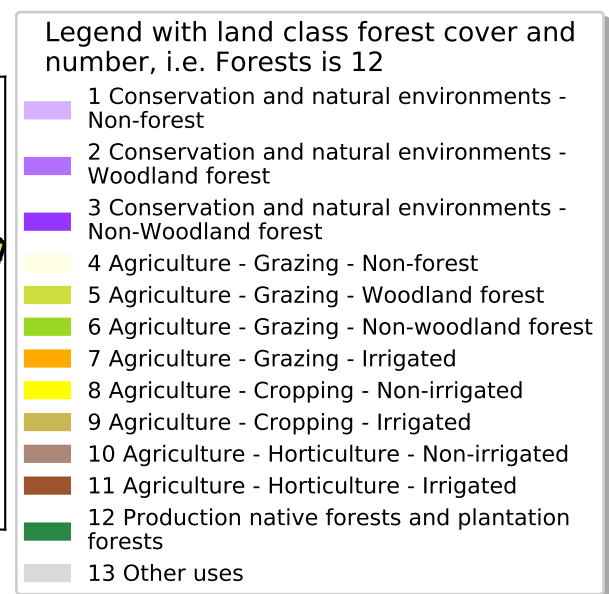 Legend with land class forest cover and
number, i.e. Forests is 12
1 Conservation and natural environments -
Non-forest
2 Conservation and natural environments -
Woodland forest
3 Conservation and natural environments -
Non-Woodland forest
4 Agriculture - Grazing - Non-forest
5 Agriculture - Grazing - Woodland forest
6 Agriculture - Grazing - Non-woodland forest
7 Agriculture - Grazing - Irrigated
8 Agriculture - Cropping - Non-irrigated
9 Agriculture - Cropping - Irrigated
10 Agriculture - Horticulture - Non-irrigated
11 Agriculture - Horticulture - Irrigated
12 Production native forests and plantation
forests
13 Other uses